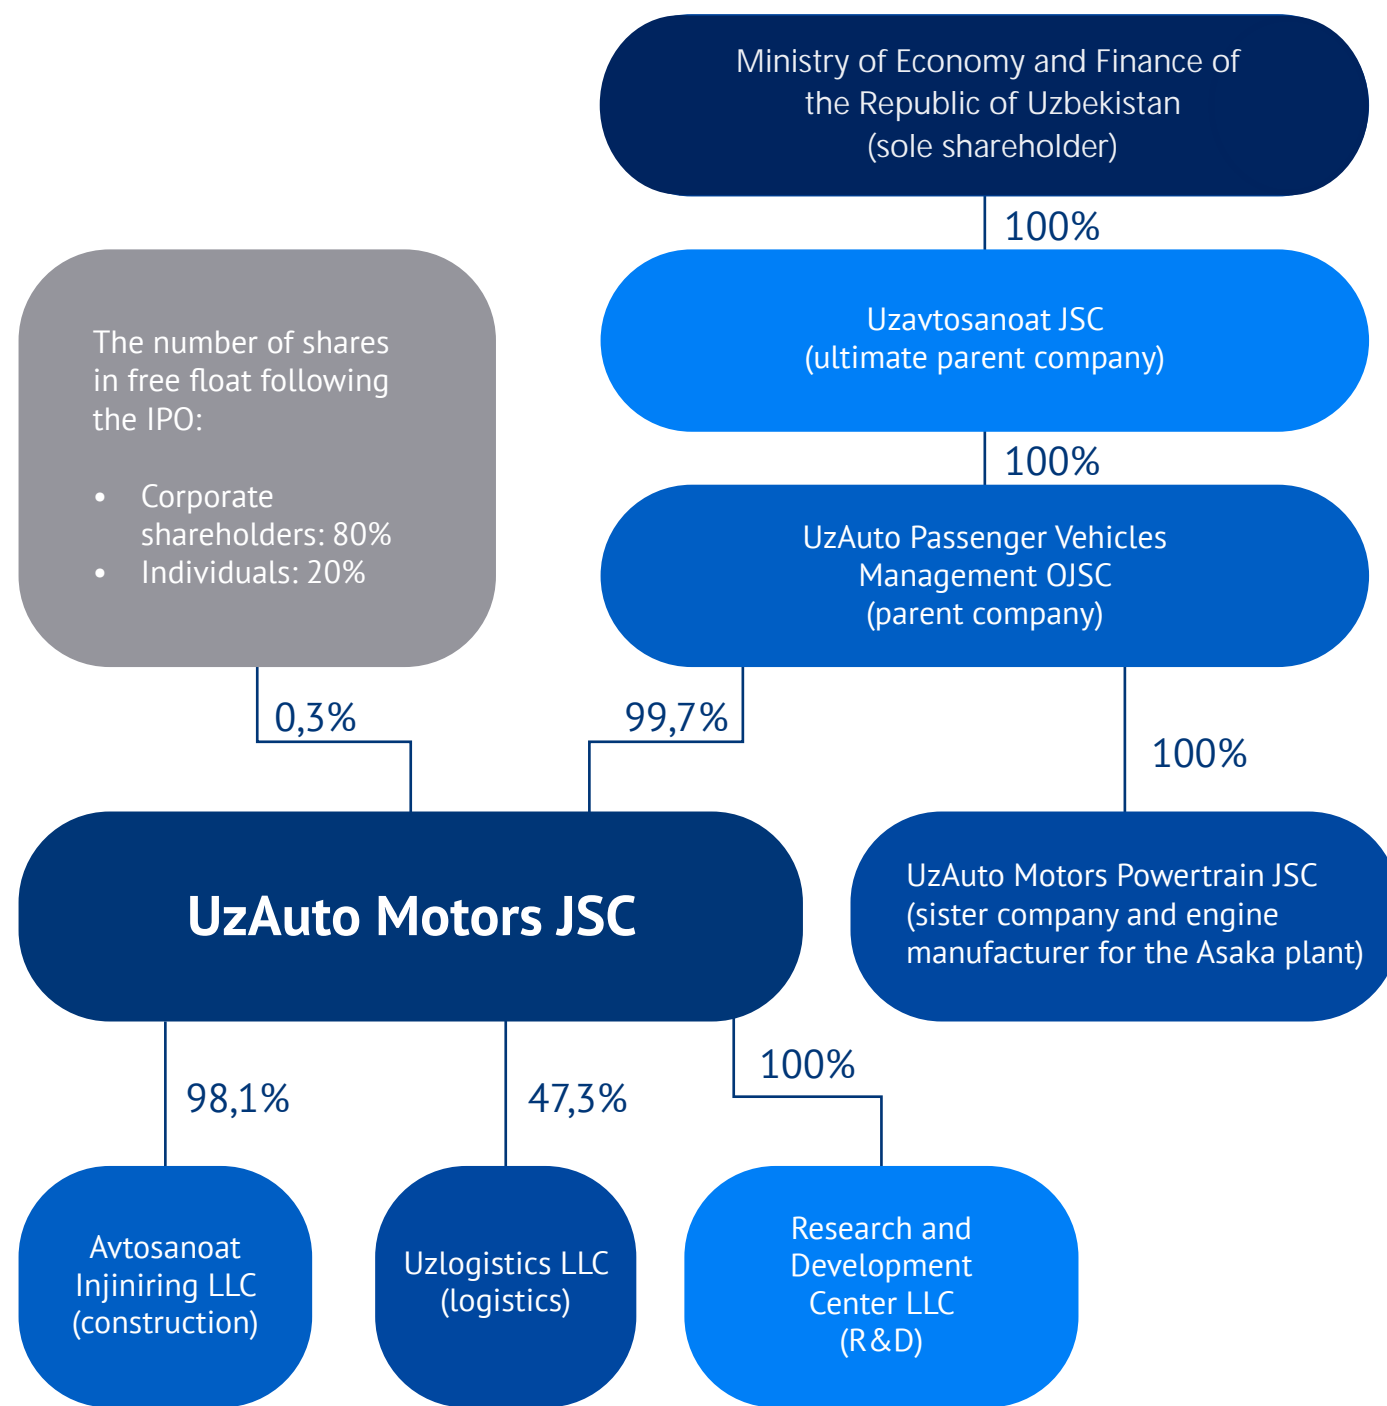 Ministry of Economy and Finance of
the Republic of Uzbekistan
(sole shareholder)
100%
Uzavtosanoat JSC
(ultimate parent company)
100%
UzAuto Passenger Vehicles
Management OJSC
(parent company)
The number of shares
in free float following
the IPO:
• Corporate
shareholders: 80%
• Individuals: 20%
0,3%
99,7%
100%
UzAuto Motors JSC
UzAuto Motors Powertrain JSC
(sister company and engine
manufacturer for the Asaka plant)
98,1%
47,3%
100%
Avtosanoat
Injiniring LLC
(construction)
Uzlogistics LLC
(logistics)
Research and
Development
Center LLC
(R&D)